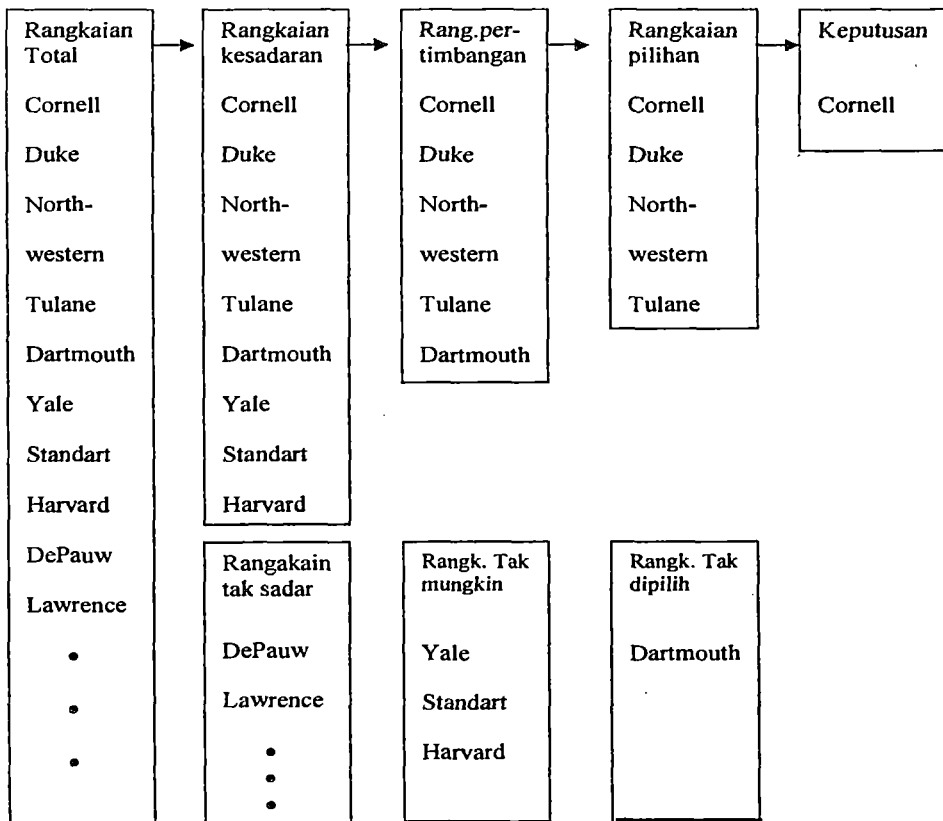 Rangkaian
Total
Cornell
Duke
North-
western
Tulane
Dartmouth
Yale
Standart
Harvard
DePauw
Lawrence
Rangkaian
kesadaran
Cornell
Duke
North-
western
Tulane
Dartmouth
Yale
Standart
Harvard
Rang.per-
timbangan
Cornell
Duke
North-
western
Tulane
Dartmouth
Rangkaian
pilihan
Cornell
Duke
North-
western
Tulane
Keputusan
Cornell
Rangakain
tak sadar
DePauw
Lawrence
Rangk. Tak
mungkin
Yale
Standart
Harvard
Rangk. Tak
dipilih
Dartmouth